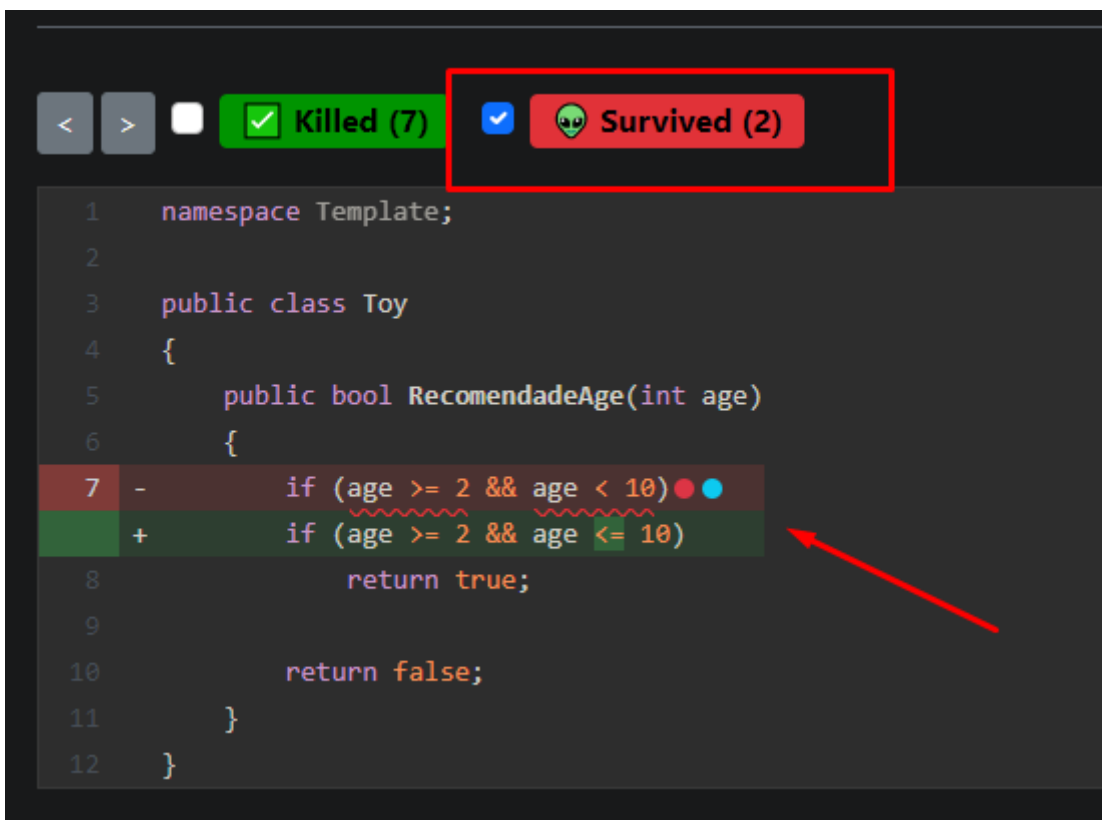 < > ✅ Killed (7) 👽 Survived (2)
1 namespace Template;
2
3 public class Toy
4 {
5 public bool RecomendadeAge(int age)
6 {
7 - if (age >= 2 && age < 10)
+ if (age >= 2 && age <= 10)
8 return true;
9
10 return false;
11 }
12 }